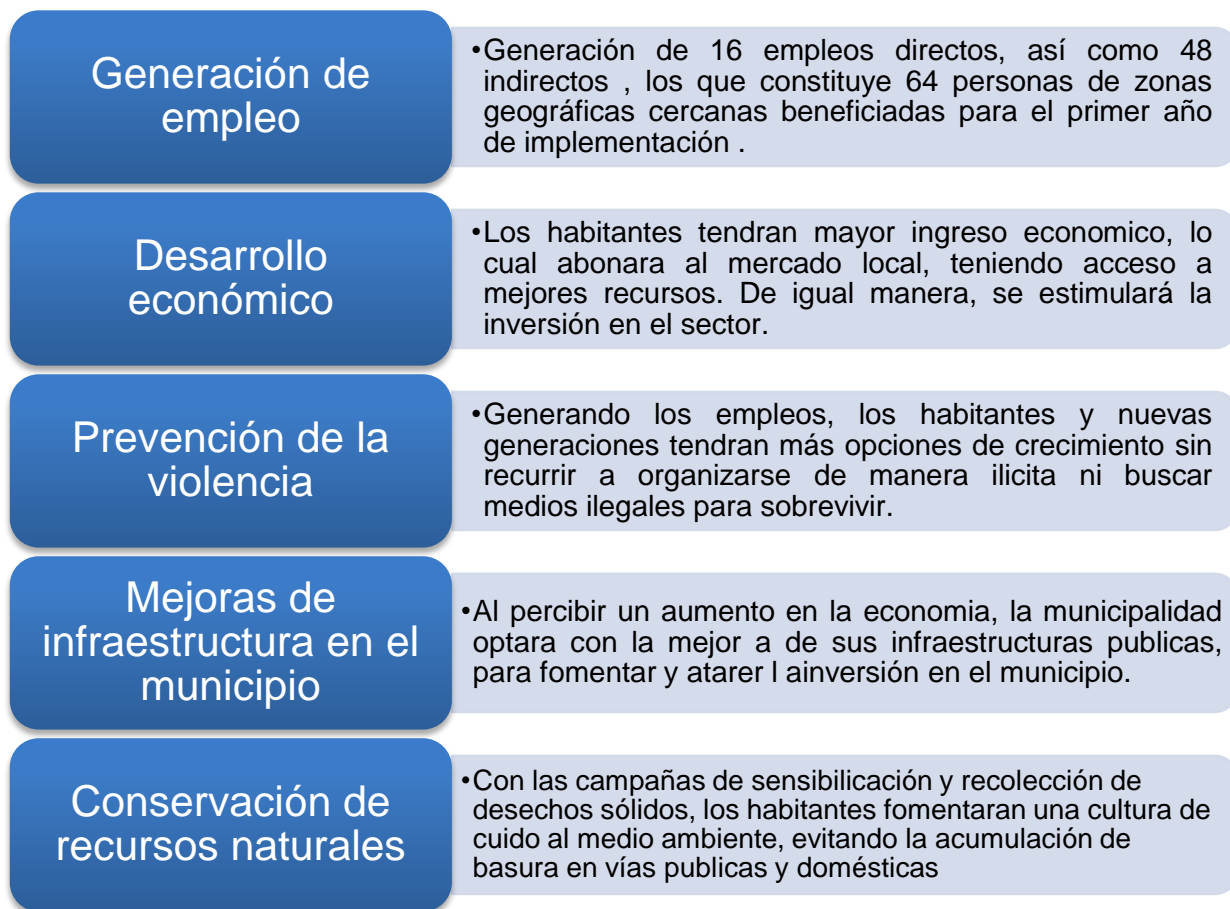 Generación de
empleo
•Generación de 16 empleos directos, así como 48
indirectos , los que constituye 64 personas de zonas
geográficas cercanas beneficiadas para el primer año
de implementación .
Desarrollo
económico
•Los habitantes tendran mayor ingreso economico, lo
cual abonara al mercado local, teniendo acceso a
mejores recursos. De igual manera, se estimulará la
inversión en el sector.
Prevención de la
violencia
•Generando los empleos, los habitantes y nuevas
generaciones tendran más opciones de crecimiento sin
recurrir a organizarse de manera ilicita ni buscar
medios ilegales para sobrevivir.
Mejoras de
infraestructura en el
municipio
•Al percibir un aumento en la economia, la municipalidad
optara con la mejor a de sus infraestructuras publicas,
para fomentar y atarer l ainversión en el municipio.
Conservación de
recursos naturales
•Con las campañas de sensibilicación y recolección de
desechos sólidos, los habitantes fomentaran una cultura de
cuido al medio ambiente, evitando la acumulación de
basura en vías publicas y domésticas